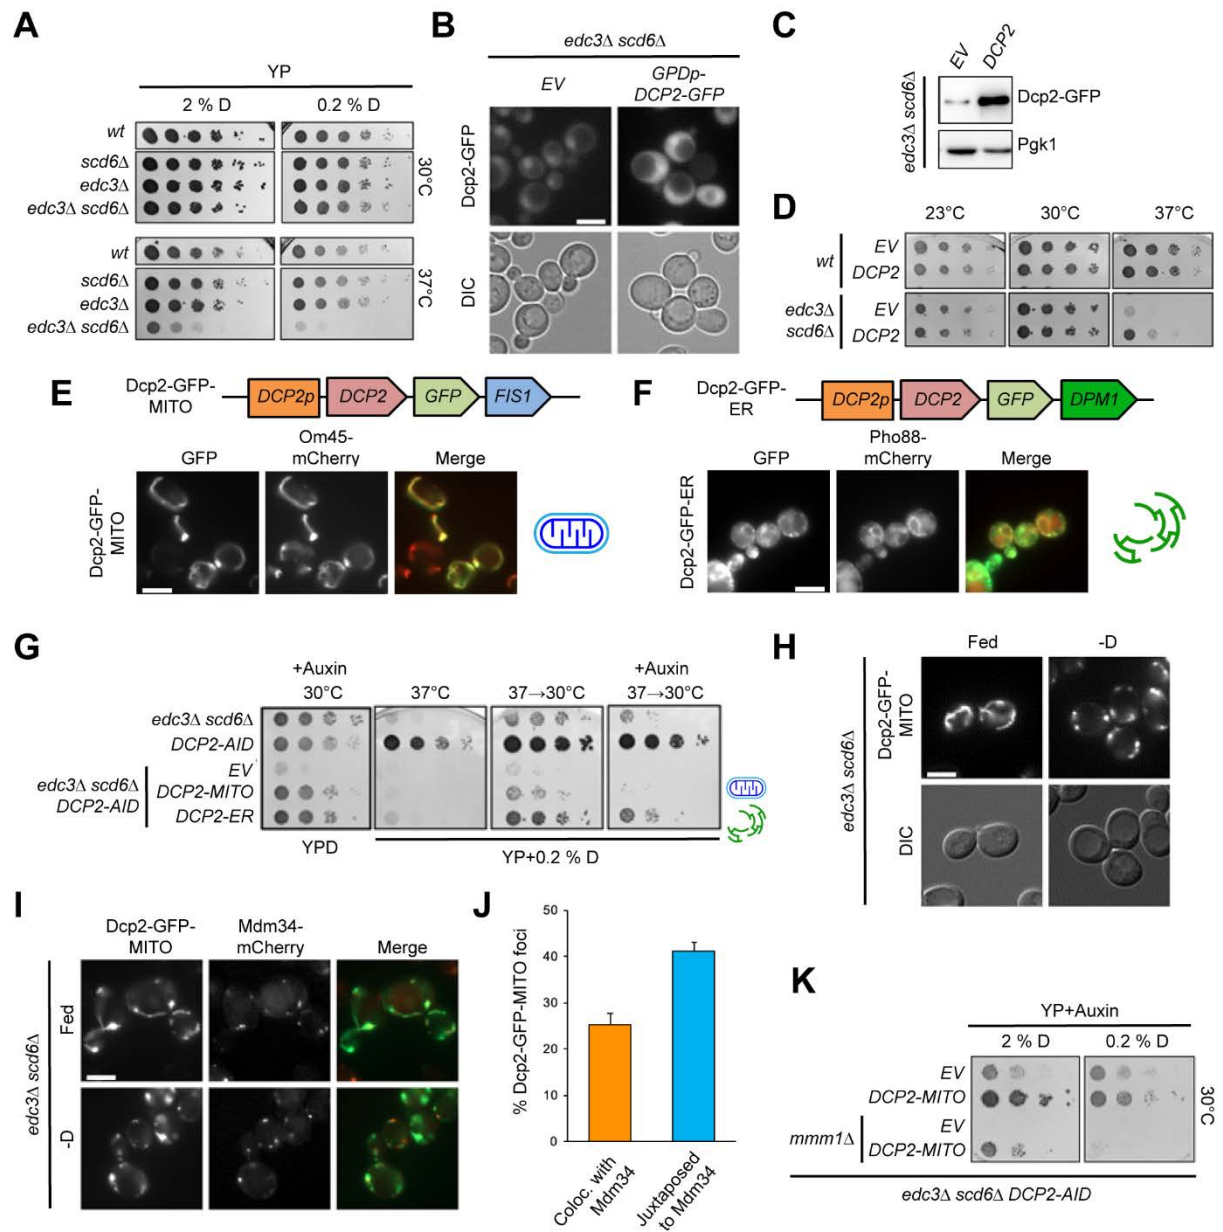 A
YP
2 % D
0.2 % D
wt
scd6Δ
edc3Δ
edc3Δ scd6Δ
30°C
wt
scd6Δ
edc3Δ
edc3Δ scd6Δ
37°C
B
edc3Δ scd6Δ
EV
GPDp-
DCP2-GFP
Dcp2-GFP
DIC
C
EV
DCP2
edc3Δ scd6Δ
Dcp2-GFP
Pgk1
D
23°C
30°C
37°C
wt
EV
DCP2
edc3Δ
scd6Δ
EV
DCP2
E
Dcp2-GFP-
MITO
DCP2p
DCP2
GFP
FIS1
GFP
Om45-
mCherry
Merge
Dcp2-GFP-
MITO
F
Dcp2-GFP-
ER
DCP2p
DCP2
GFP
DPM1
GFP
Pho88-
mCherry
Merge
Dcp2-GFP-ER
G
+Auxin
30°C
37°C
37→30°C
+Auxin
37→30°C
edc3Δ scd6Δ
DCP2-AID
edc3Δ scd6Δ
DCP2-AID
EV
DCP2-MITO
DCP2-ER
YPD
YP+0.2 % D
H
Fed
-D
edc3Δ scd6Δ
Dcp2-GFP-
MITO
DIC
I
Dcp2-GFP-
MITO
Mdm34-
mCherry
Merge
edc3Δ scd6Δ
Fed
-D
J
% Dcp2-GFP-MITO foci
50
40
30
20
10
0
Coloc. with
Mdm34
Juxtaposed
to Mdm34
K
YP+Auxin
2 % D
0.2 % D
EV
DCP2-MITO
mmm1Δ
EV
DCP2-MITO
30°C
edc3Δ scd6Δ DCP2-AID